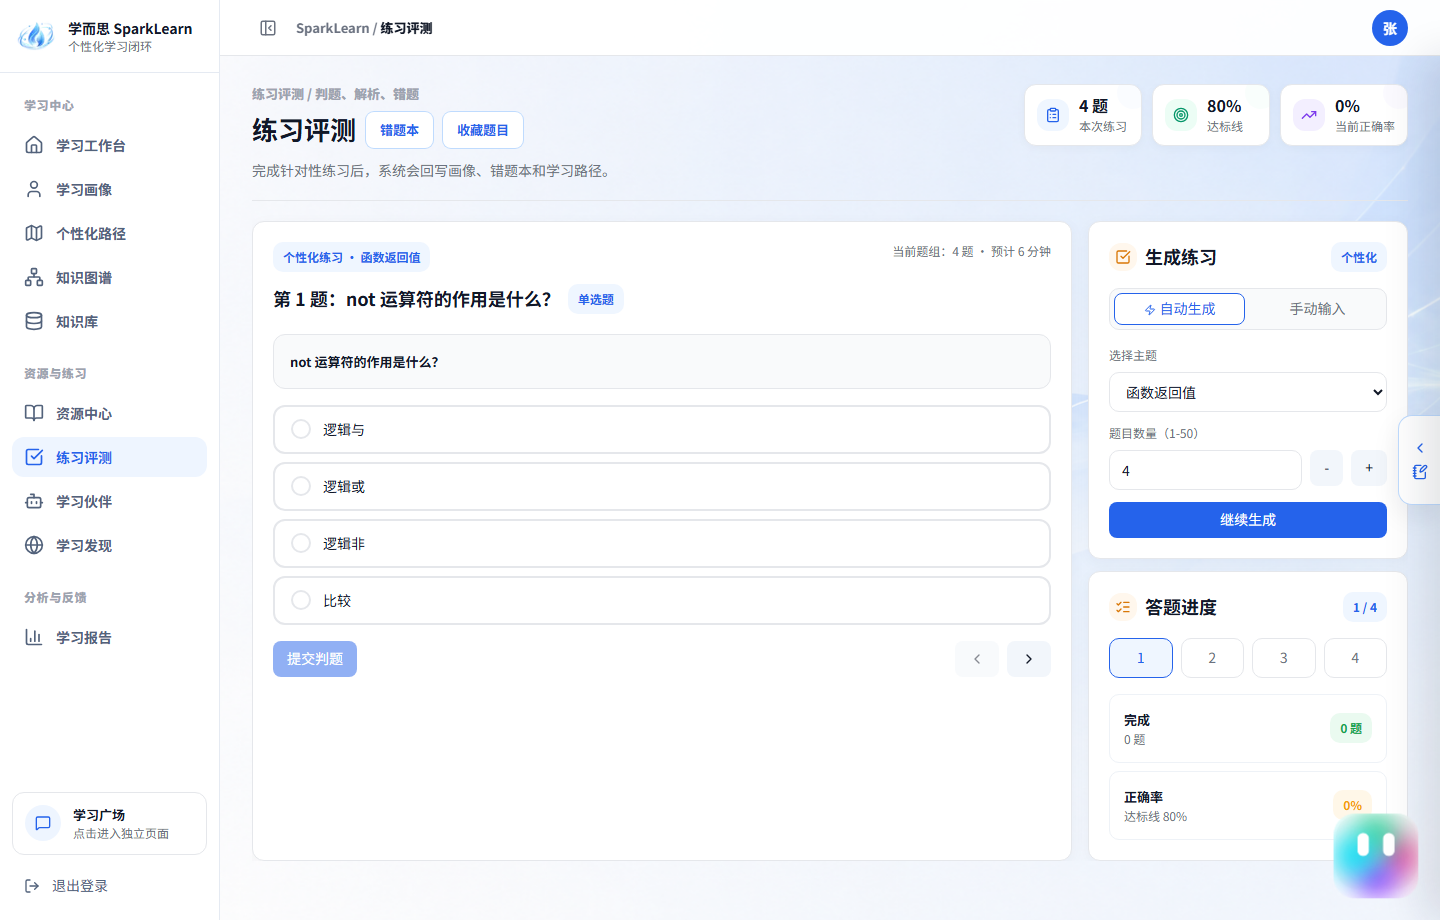 学而思 SparkLearn
个性化学习闭环
学习中心
学习工作台
学习画像
个性化路径
知识图谱
知识库
资源与练习
资源中心
练习评测
学习伙伴
学习发现
分析与反馈
学习报告
学习广场
点击进入独立页面
退出登录
SparkLearn / 练习评测
张
练习评测 / 判题、解析、错题
练习评测
错题本
收藏题目
完成针对性练习后，系统会回写画像、错题本和学习路径。
4 题
本次练习
80%
达标线
0%
当前正确率
个性化练习 · 函数返回值
当前题组：4 题 · 预计 6 分钟
第 1 题：not 运算符的作用是什么？
单选题
not 运算符的作用是什么？
逻辑与
逻辑或
逻辑非
比较
提交判题
生成练习
个性化
自动生成
手动输入
选择主题
函数返回值
题目数量（1-50）
4
-
+
继续生成
答题进度
1 / 4
1
2
3
4
完成
0 题
0 题
正确率
达标线 80%
0%